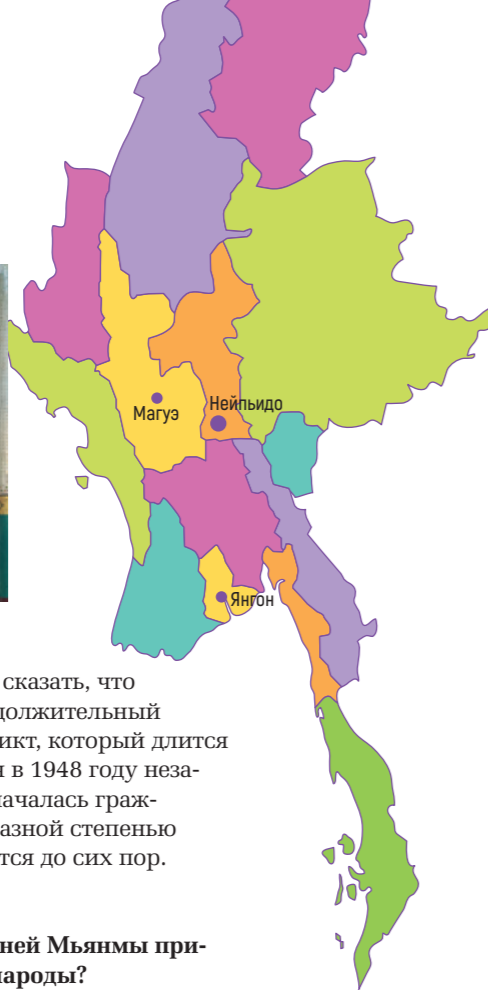 Нейпьидо
Магуэ
Янгон
сказать, что
должительный
икт, который длится
в 1948 году неза-
ачалась граж-
азной степенью
тся до сих пор.
ней Мьянмы при-
народы?